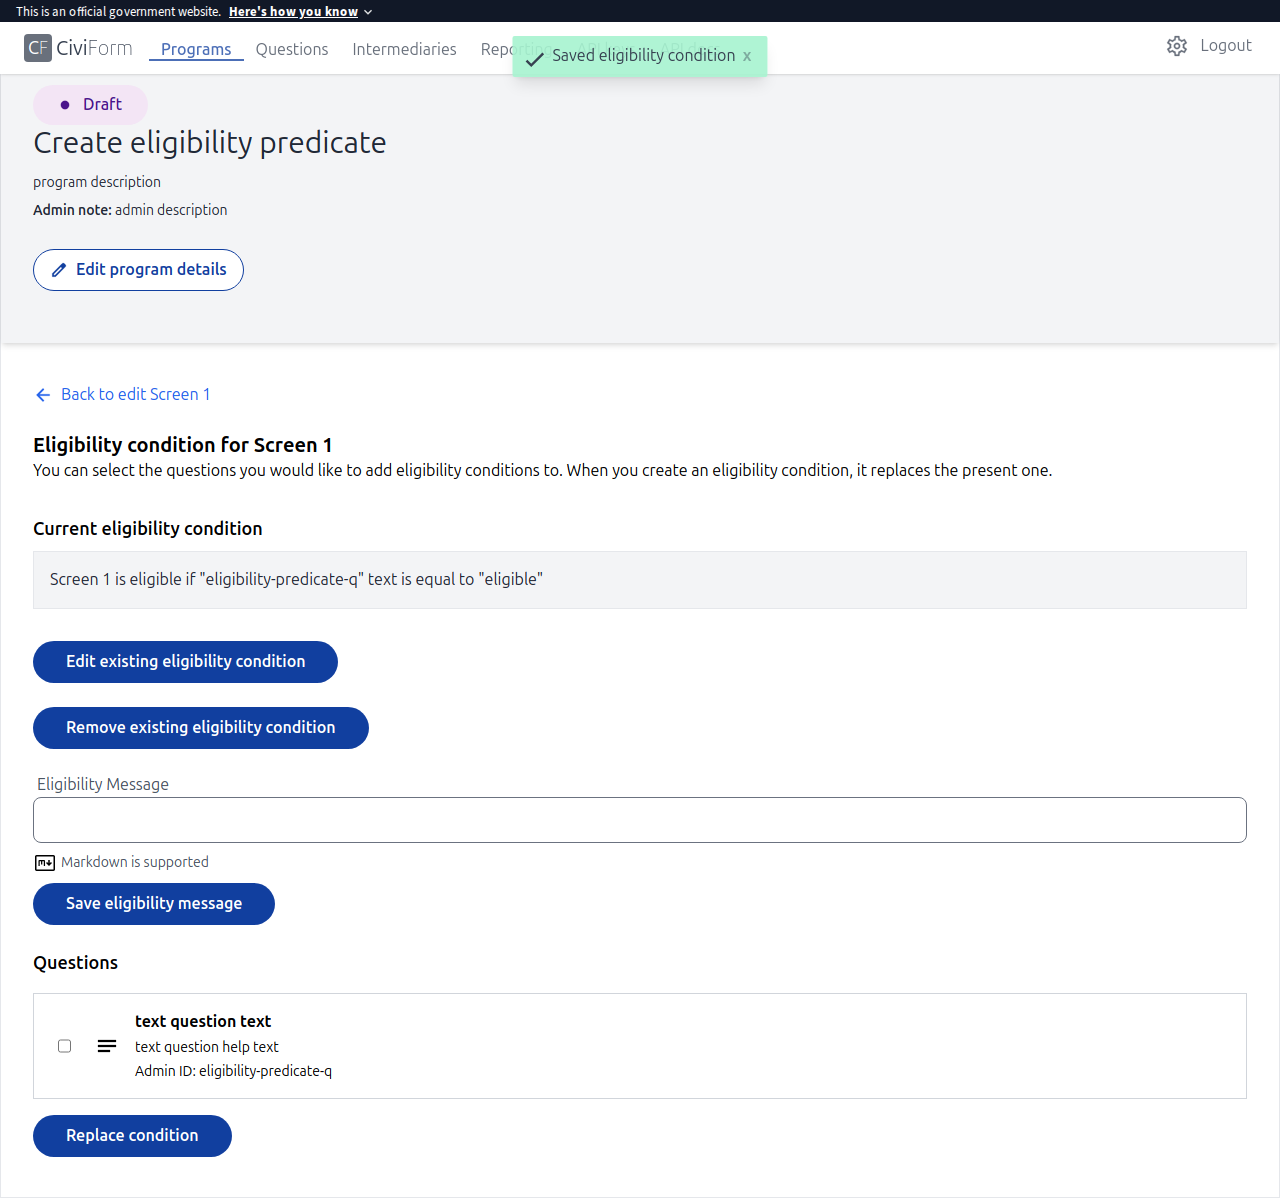 This is an official government website. Here's how you know
CF CiviForm Programs Questions Intermediaries Reporting Logout
Saved eligibility condition x
Draft
Create eligibility predicate
program description
Admin note: admin description
Edit program details
Back to edit Screen 1
Eligibility condition for Screen 1
You can select the questions you would like to add eligibility conditions to. When you create an eligibility condition, it replaces the present one.
Current eligibility condition
Screen 1 is eligible if "eligibility-predicate-q" text is equal to "eligible"
Edit existing eligibility condition
Remove existing eligibility condition
Eligibility Message
Markdown is supported
Save eligibility message
Questions
text question text
text question help text
Admin ID: eligibility-predicate-q
Replace condition